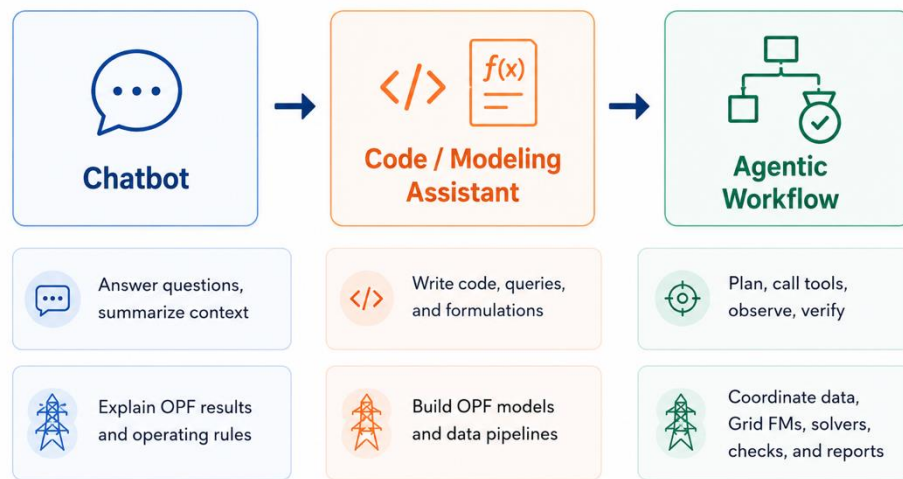 Chatbot
</>
f(x)
Code / Modeling
Assistant
Agentic
Workflow
Answer questions,
summarize context
</>
Write code, queries,
and formulations
Plan, call tools,
observe, verify
Explain OPF results
and operating rules
Build OPF models
and data pipelines
Coordinate data,
Grid FMs, solvers,
checks, and reports